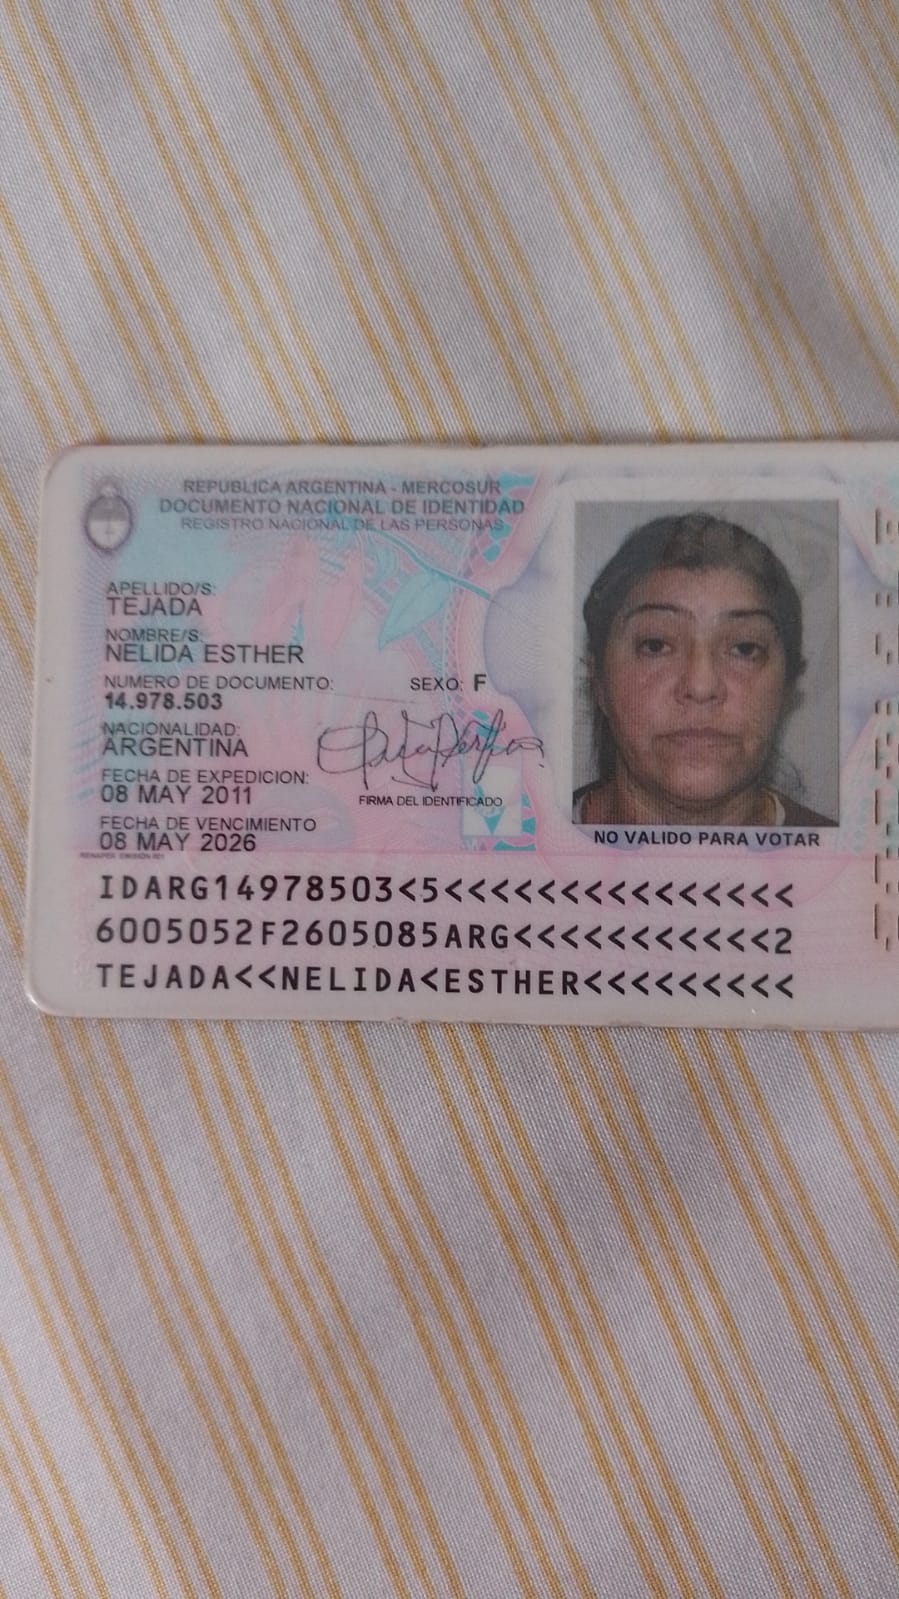 REPUBLICA ARGENTINA - MERCOSUR
DOCUMENTO NACIONAL DE IDENTIDAD
REGISTRO NACIONAL DE LAS PERSONAS
APELLIDO/S:
TEJADA
NOMBRE/S:
NELIDA ESTHER
NUMERO DE DOCUMENTO: SEXO: F
14.978.503
NACIONALIDAD:
ARGENTINA
FECHA DE EXPEDICION:
08 MAY 2011
FIRMA DEL IDENTIFICADO
FECHA DE VENCIMIENTO
08 MAY 2026
NO VALIDO PARA VOTAR
IDARG14978503<5<<<<<<<<<<<<<<<
6005052F2605085ARG<<<<<<<<<<<2
TEJADA<<NELIDA<ESTHER<<<<<<<<<